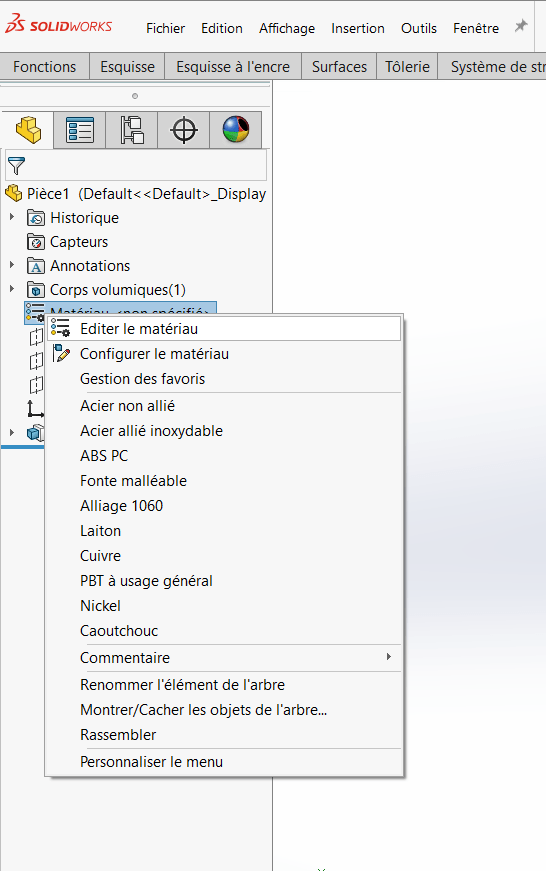 SOLIDWORKS
Fichier Edition Affichage Insertion Outils Fenêtre
Fonctions Esquisse Esquisse à l'encre Surfaces Tôlerie Système de str
Pièce1 (Default<<Default>_Display
Historique
Capteurs
Annotations
Corps volumiques(1)
Matériau <non spécifié>
Editer le matériau
Configurer le matériau
Gestion des favoris
Acier non allié
Acier allié inoxydable
ABS PC
Fonte malléable
Alliage 1060
Laiton
Cuivre
PBT à usage général
Nickel
Caoutchouc
Commentaire
Renommer l'élément de l'arbre
Montrer/Cacher les objets de l'arbre...
Rassembler
Personnaliser le menu